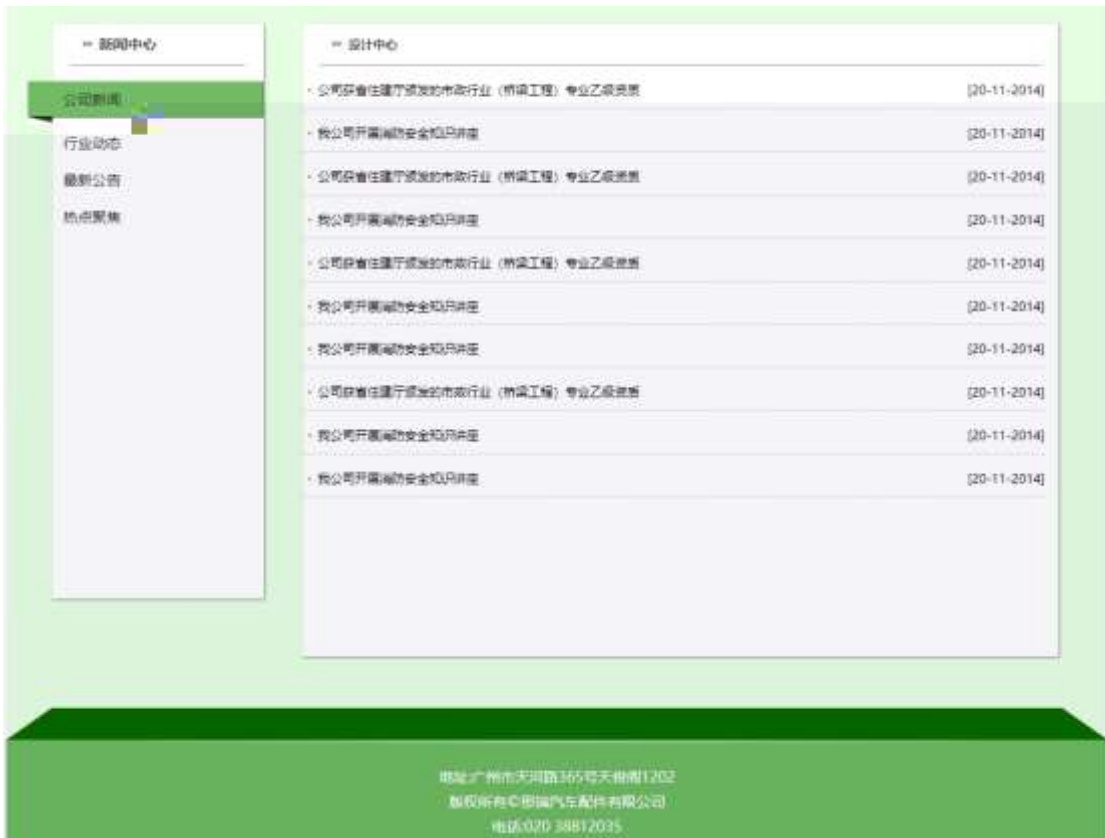 新闻中心
公司新闻
行业动态
最新公告
热点聚焦
设计中心
· 公司获省住建厅颁发的市政行业（桥梁工程）专业乙级资质 [20-11-2014]
· 我公司开展消防安全知识讲座 [20-11-2014]
· 公司获省住建厅颁发的市政行业（桥梁工程）专业乙级资质 [20-11-2014]
· 我公司开展消防安全知识讲座 [20-11-2014]
· 公司获省住建厅颁发的市政行业（桥梁工程）专业乙级资质 [20-11-2014]
· 我公司开展消防安全知识讲座 [20-11-2014]
· 我公司开展消防安全知识讲座 [20-11-2014]
· 公司获省住建厅颁发的市政行业（桥梁工程）专业乙级资质 [20-11-2014]
· 我公司开展消防安全知识讲座 [20-11-2014]
· 我公司开展消防安全知识讲座 [20-11-2014]
地址:广州市天河路365号天俊阁1202
版权所有©汽车配件有限公司
电话:020 38812035